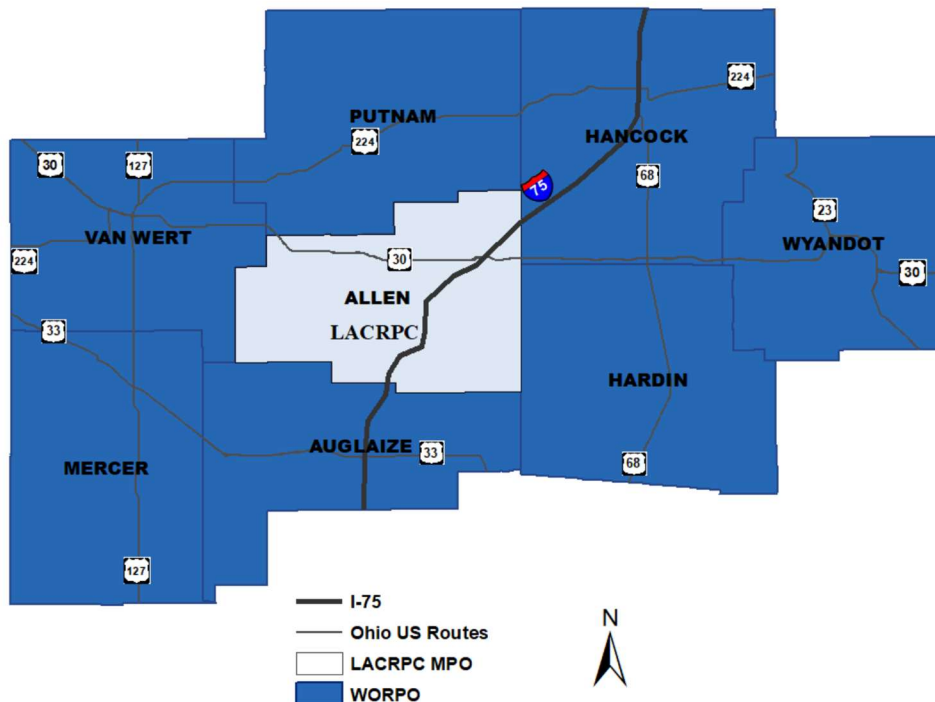 224
PUTNAM
HANCOCK
224
30
127
75
68
23
VAN WERT
WYANDOT
224
30
30
ALLEN
LACRPC
33
HARDIN
AUGLAIZE
33
MERCER
68
127
I-75
Ohio US Routes
LACRPC MPO
WORPO
N